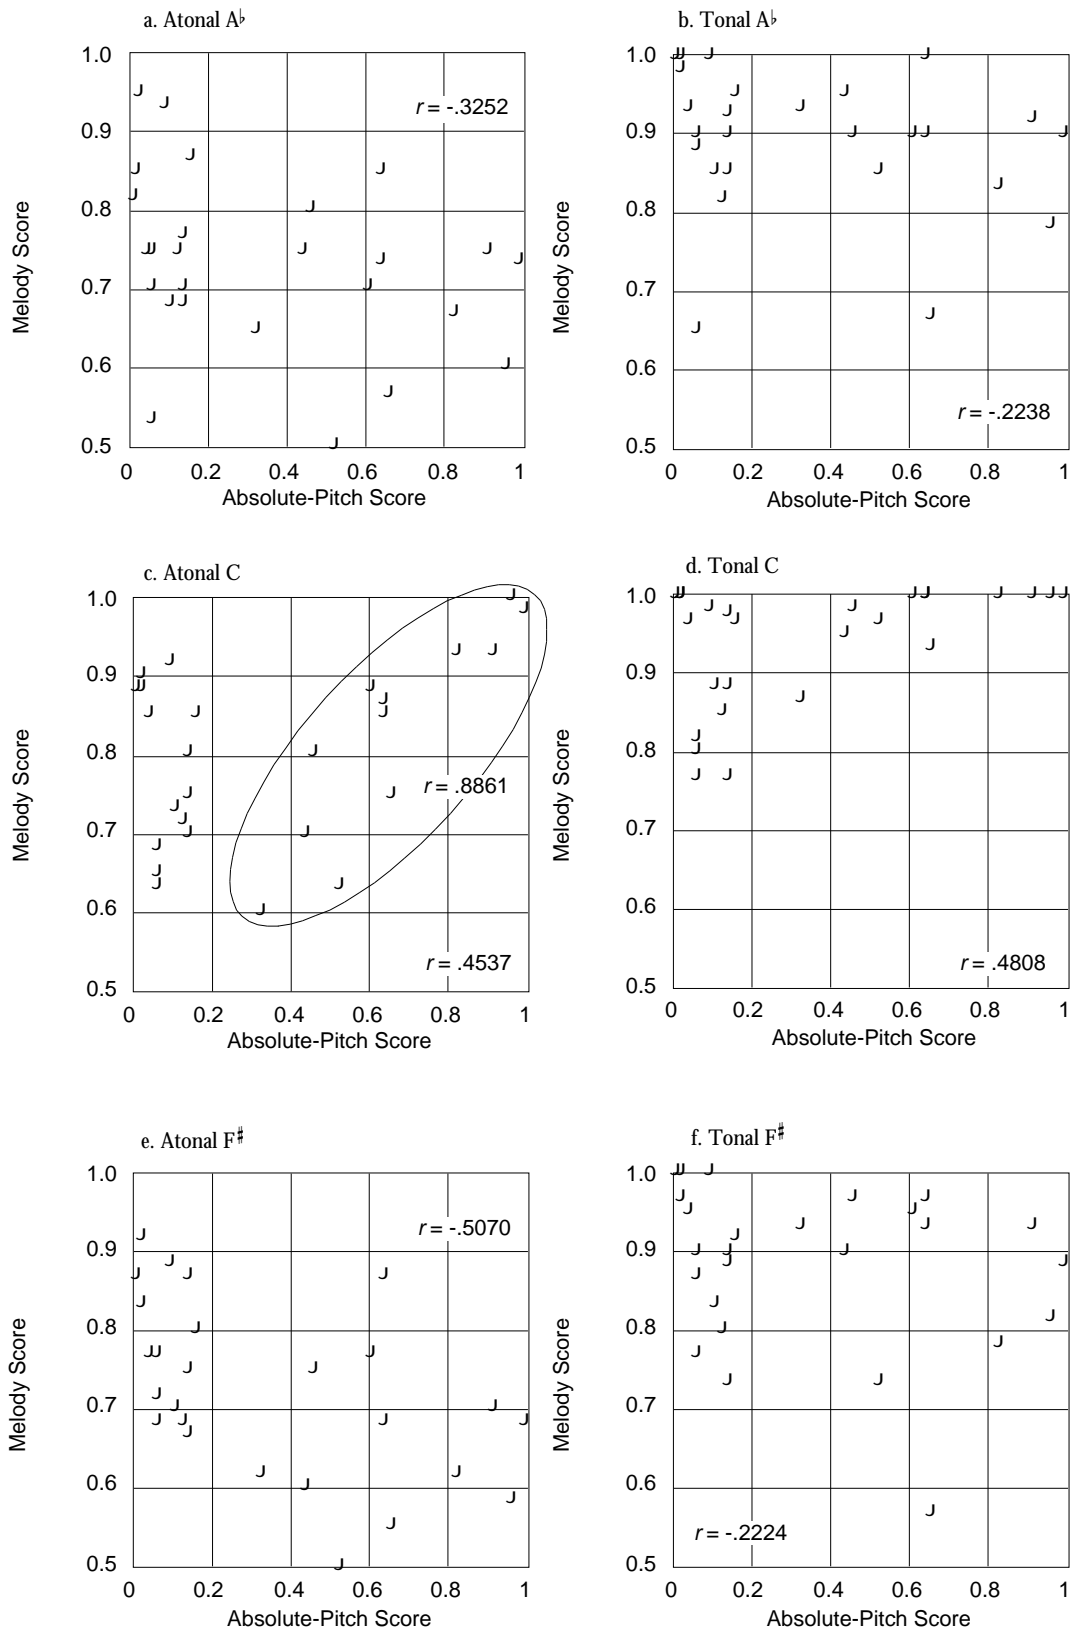 a. Atonal A♭
1.0
0.9
0.8
0.7
0.6
0.5
Melody Score
r = -.3252
0 0.2 0.4 0.6 0.8 1
Absolute-Pitch Score
b. Tonal A♭
1.0
0.9
0.8
0.7
0.6
0.5
Melody Score
r = -.2238
0 0.2 0.4 0.6 0.8 1
Absolute-Pitch Score
c. Atonal C
1.0
0.9
0.8
0.7
0.6
0.5
Melody Score
r = .8861
r = .4537
0 0.2 0.4 0.6 0.8 1
Absolute-Pitch Score
d. Tonal C
1.0
0.9
0.8
0.7
0.6
0.5
Melody Score
r = .4808
0 0.2 0.4 0.6 0.8 1
Absolute-Pitch Score
e. Atonal F♯
1.0
0.9
0.8
0.7
0.6
0.5
Melody Score
r = -.5070
0 0.2 0.4 0.6 0.8 1
Absolute-Pitch Score
f. Tonal F♯
1.0
0.9
0.8
0.7
0.6
0.5
Melody Score
r = -.2224
0 0.2 0.4 0.6 0.8 1
Absolute-Pitch Score